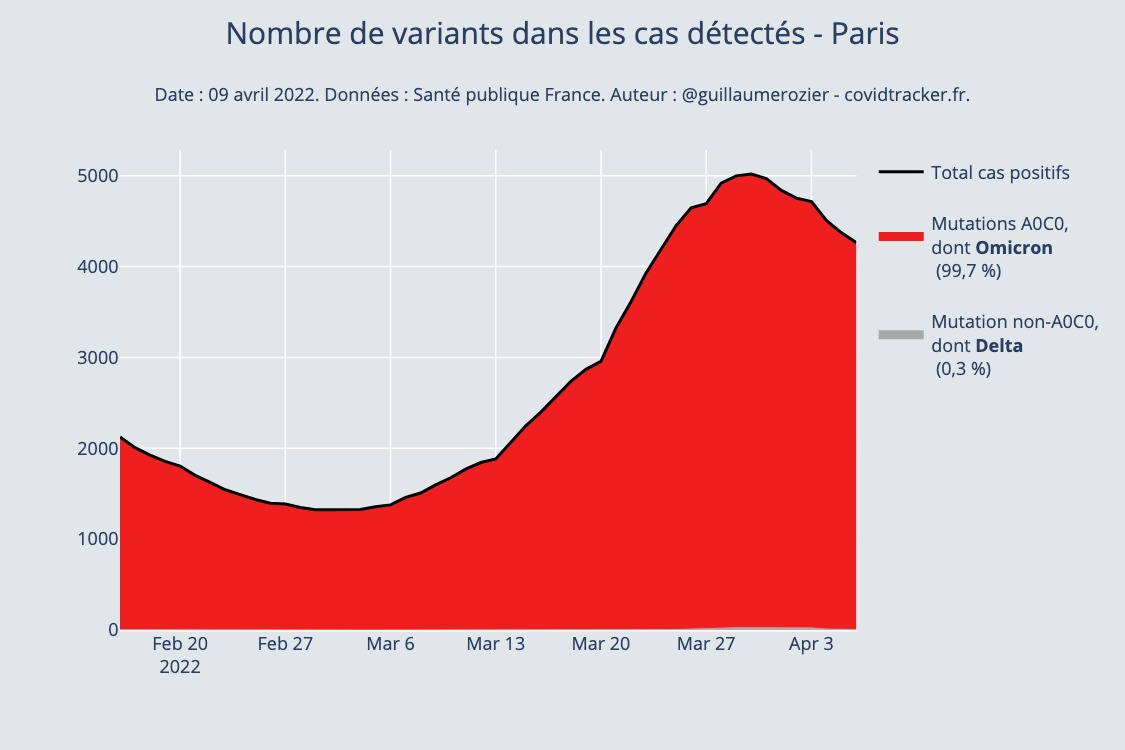 Nombre de variants dans les cas détectés - Paris
Date : 09 avril 2022. Données : Santé publique France. Auteur : @guillaumerozier - covidtracker.fr.
5000
4000
3000
2000
1000
0
Feb 20
2022
Feb 27
Mar 6
Mar 13
Mar 20
Mar 27
Apr 3
Total cas positifs
Mutations A0C0,
dont Omicron
(99,7 %)
Mutation non-A0C0,
dont Delta
(0,3 %)